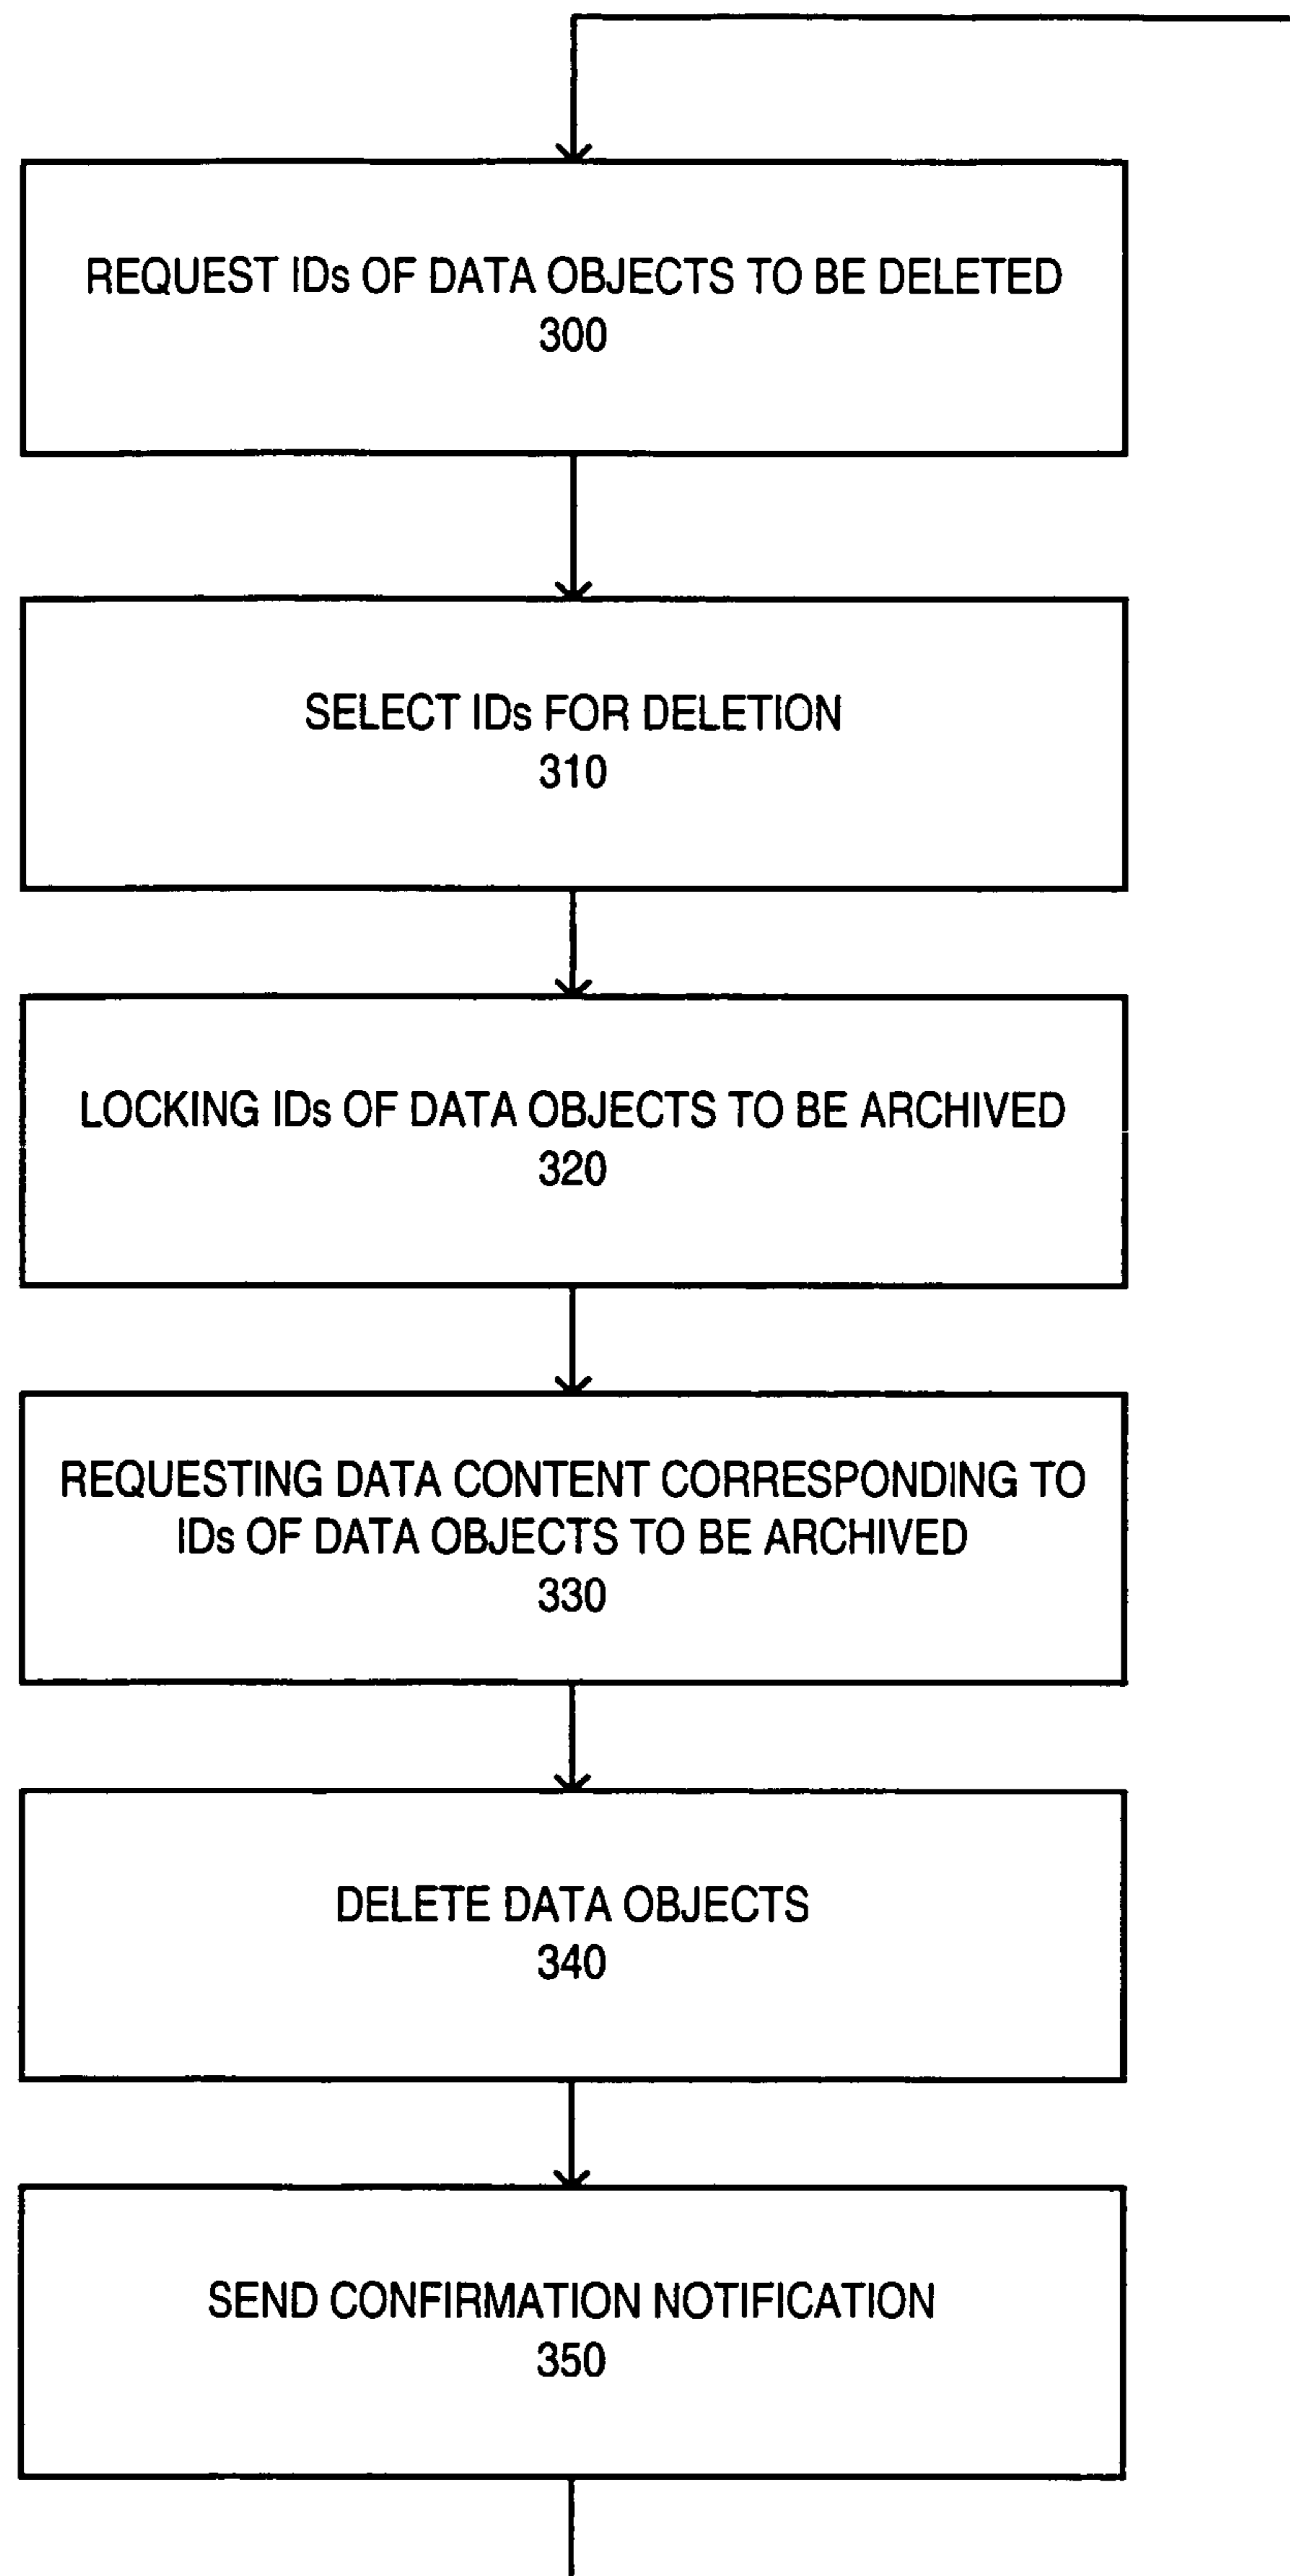 REQUEST IDs OF DATA OBJECTS TO BE DELETED
300
SELECT IDs FOR DELETION
310
LOCKING IDs OF DATA OBJECTS TO BE ARCHIVED
320
REQUESTING DATA CONTENT CORRESPONDING TO
IDs OF DATA OBJECTS TO BE ARCHIVED
330
DELETE DATA OBJECTS
340
SEND CONFIRMATION NOTIFICATION
350